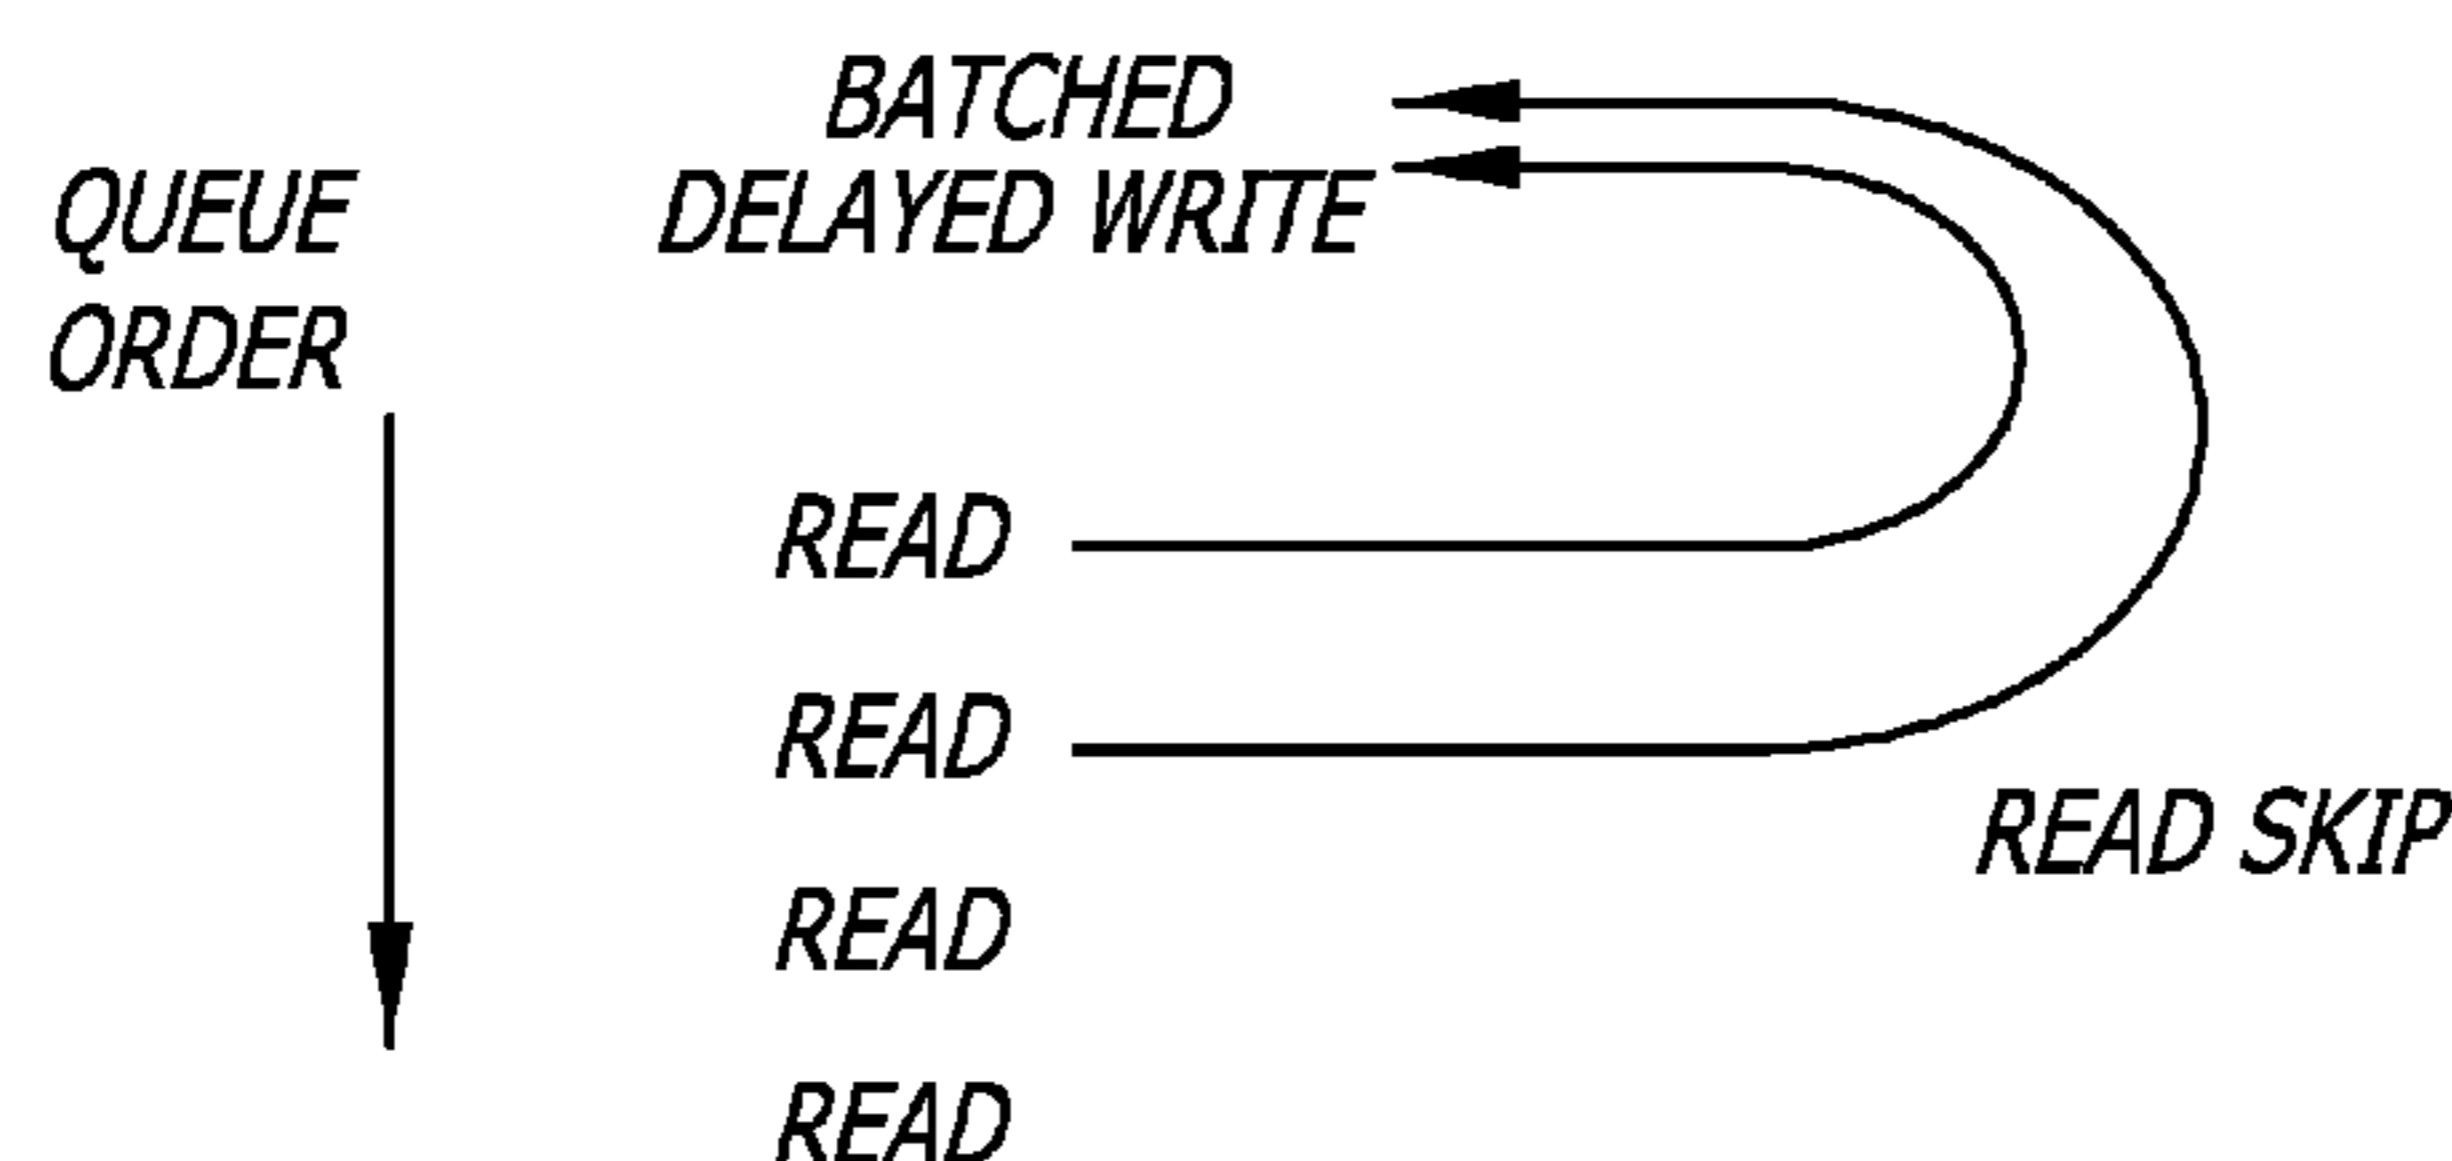 BATCHED
DELAYED WRITE
QUEUE
ORDER
READ
READ
READ SKIP
READ
READ